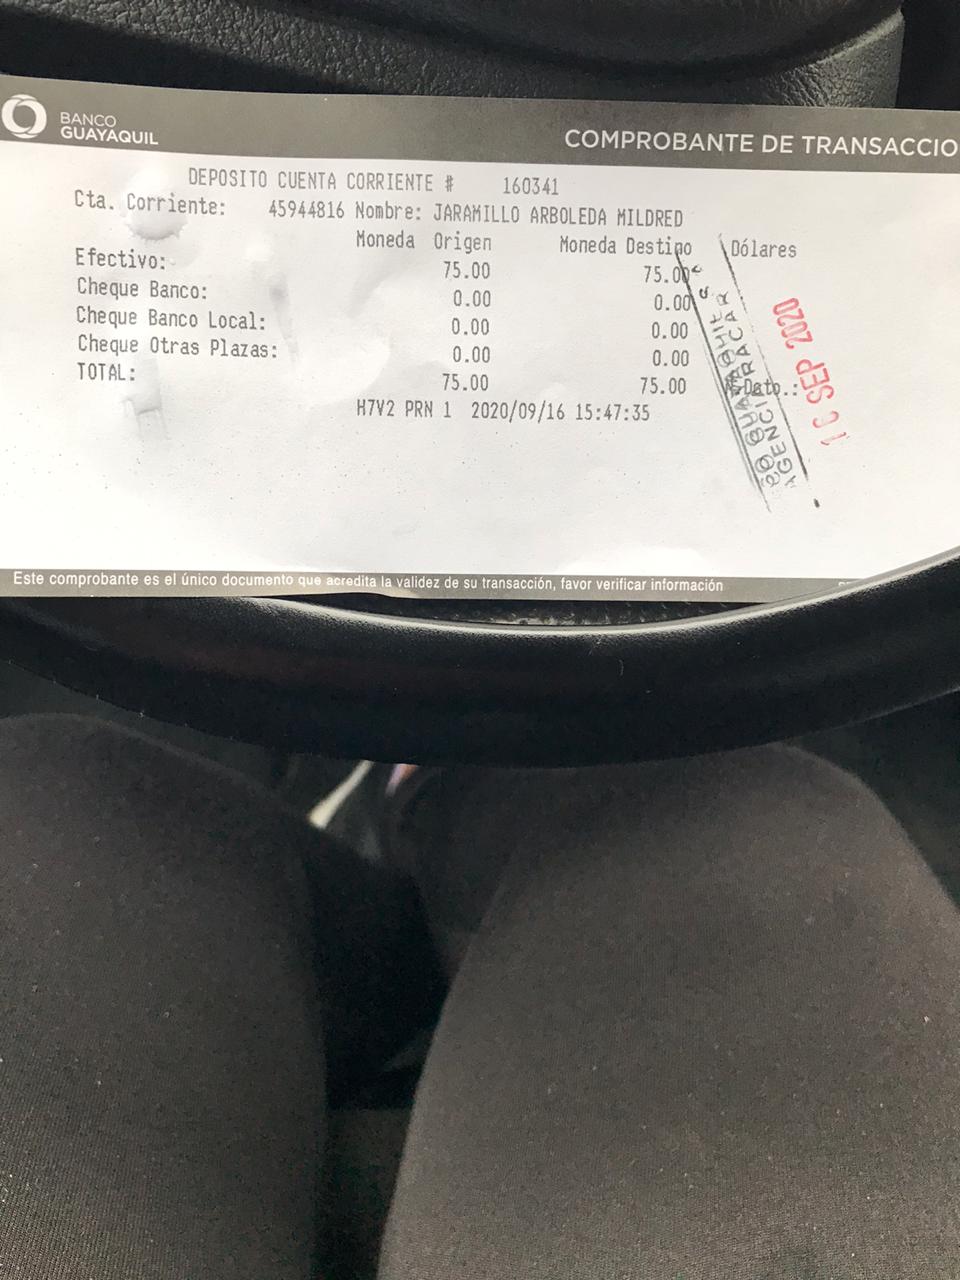 BANCO
GUAYAQUIL
COMPROBANTE DE TRANSACCIO
DEPOSITO CUENTA CORRIENTE # 160341
Cta. Corriente: 45944816 Nombre: JARAMILLO ARBOLEDA MILDRED
Moneda Origen Moneda Destino Dólares
Efectivo: 75.00 75.00
Cheque Banco: 0.00 0.00
Cheque Banco Local: 0.00 0.00
Cheque Otras Plazas: 0.00 0.00
TOTAL: 75.00 75.00 Dato.:
H7V2 PRN 1 2020/09/16 15:47:35
AGENCIA
16 SEP 2020
Este comprobante es el único documento que acredita la validez de su transacción, favor verificar información